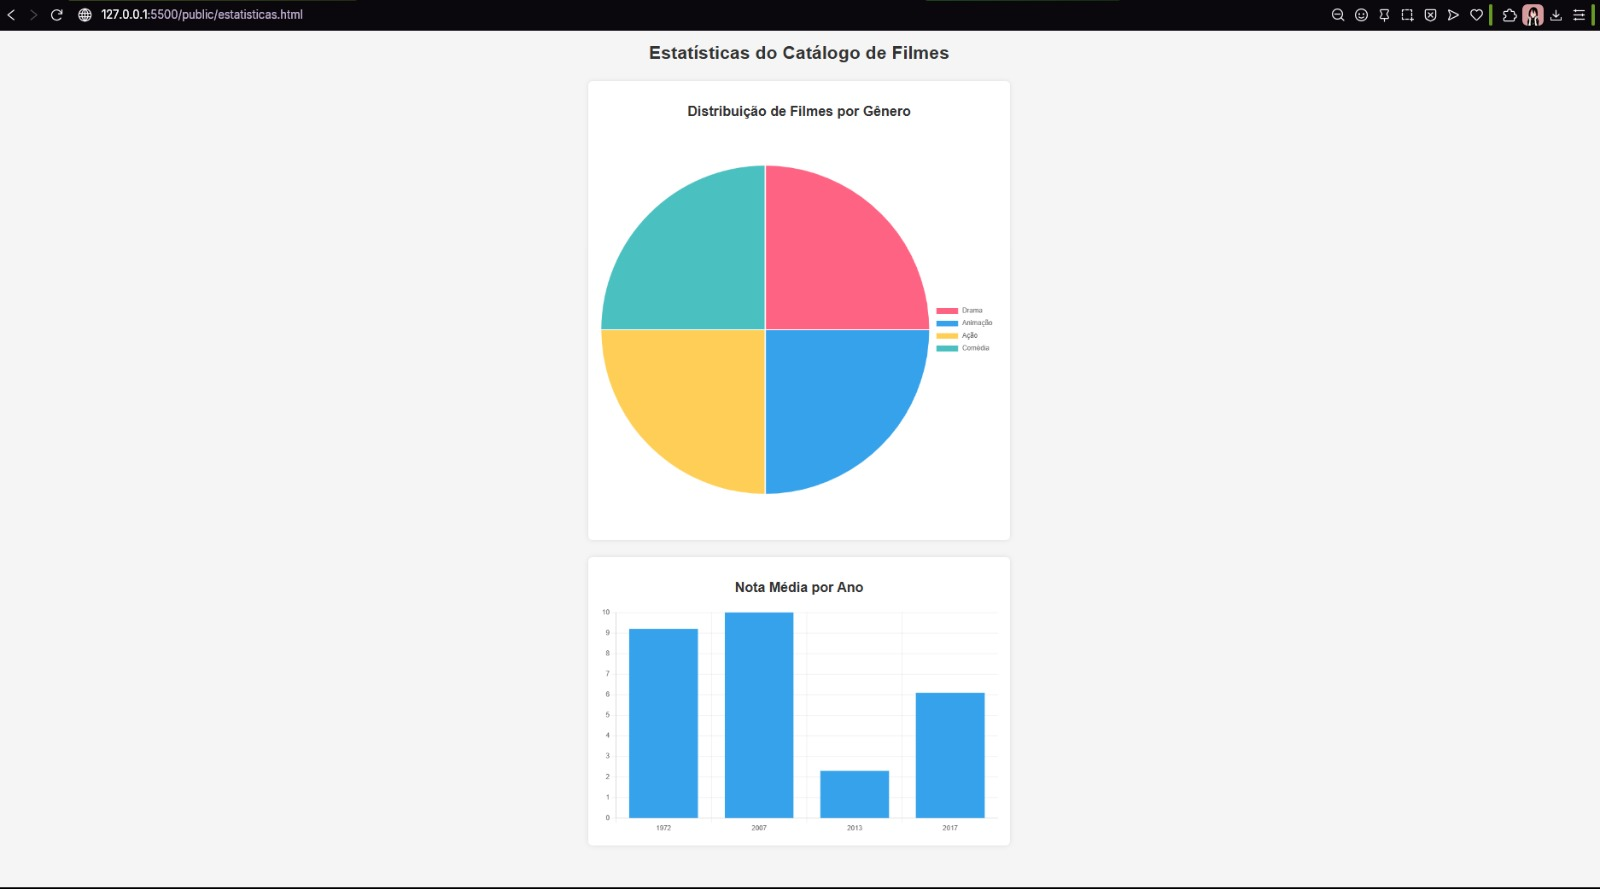 127.0.0.1:5500/public/estatisticas.html
Estatísticas do Catálogo de Filmes
Distribuição de Filmes por Gênero
Drama
Animação
Ação
Comédia
Nota Média por Ano
10
9
8
7
6
5
4
3
2
1
0
1972 2007 2013 2017